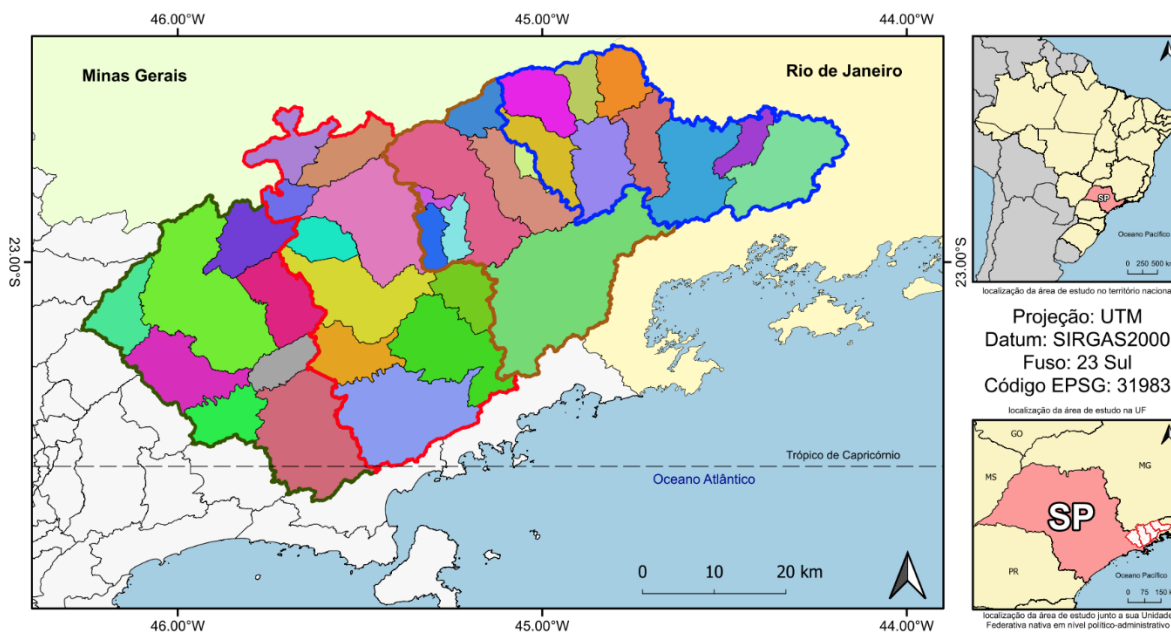 46.00°W
45.00°W
44.00°W
Minas Gerais
Rio de Janeiro
23.00°S
23.00°S
Trópico de Capricórnio
Oceano Atlântico
0 10 20 km
46.00°W
45.00°W
44.00°W
SP
Oceano Pacífico
0 250 500 km
localização da área de estudo no território nacional
Projeção: UTM
Datum: SIRGAS2000
Fuso: 23 Sul
Código EPSG: 31983
localização da área de estudo na UF
GO
MS
MG
SP
PR
Oceano Pacífico
0 75 150 k
localização da área de estudo junto a sua Unidade
Federativa nativa em nível político-administrativo